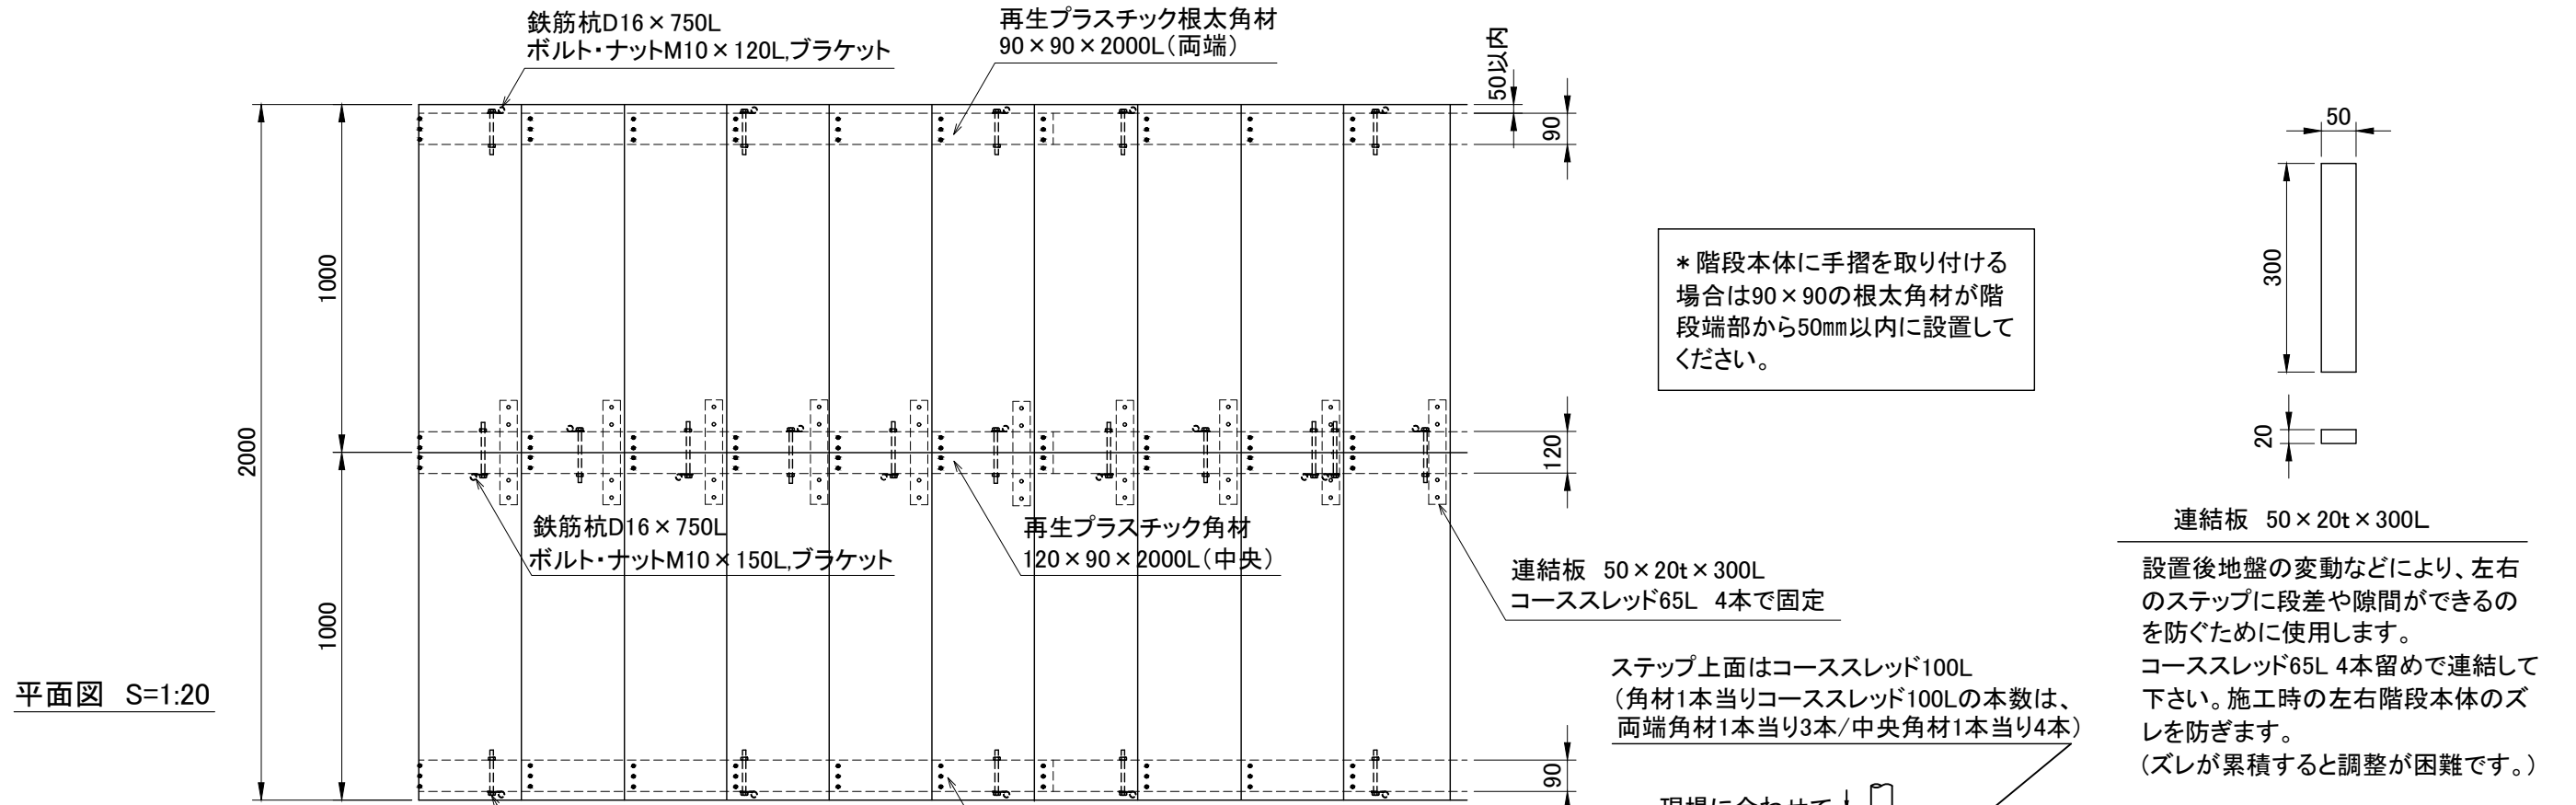 鉄筋杭D16×750L
ボルト・ナットM10×120L,ブラケット
再生プラスチック根太角材
90×90×2000L(両端)
50以内
90
2000
1000
1000
120
90
鉄筋杭D16×750L
ボルト・ナットM10×150L,ブラケット
再生プラスチック角材
120×90×2000L(中央)
平面図 S=1:20
*階段本体に手摺を取り付ける
場合は90×90の根太角材が階
段端部から50㎜以内に設置して
ください。
連結板 50×20t×300L
コーススレッド65L 4本で固定
ステップ上面はコーススレッド100L
(角材1本当りコーススレッド100Lの本数は、
両端角材1本当り3本/中央角材1本当り4本)
現場に合わせて
50
300
20
連結板 50×20t×300L
設置後地盤の変動などにより、左右
のステップに段差や隙間ができるの
を防ぐために使用します。
コーススレッド65L 4本留めで連結して
下さい。施工時の左右階段本体のズ
レを防ぎます。
(ズレが累積すると調整が困難です。)